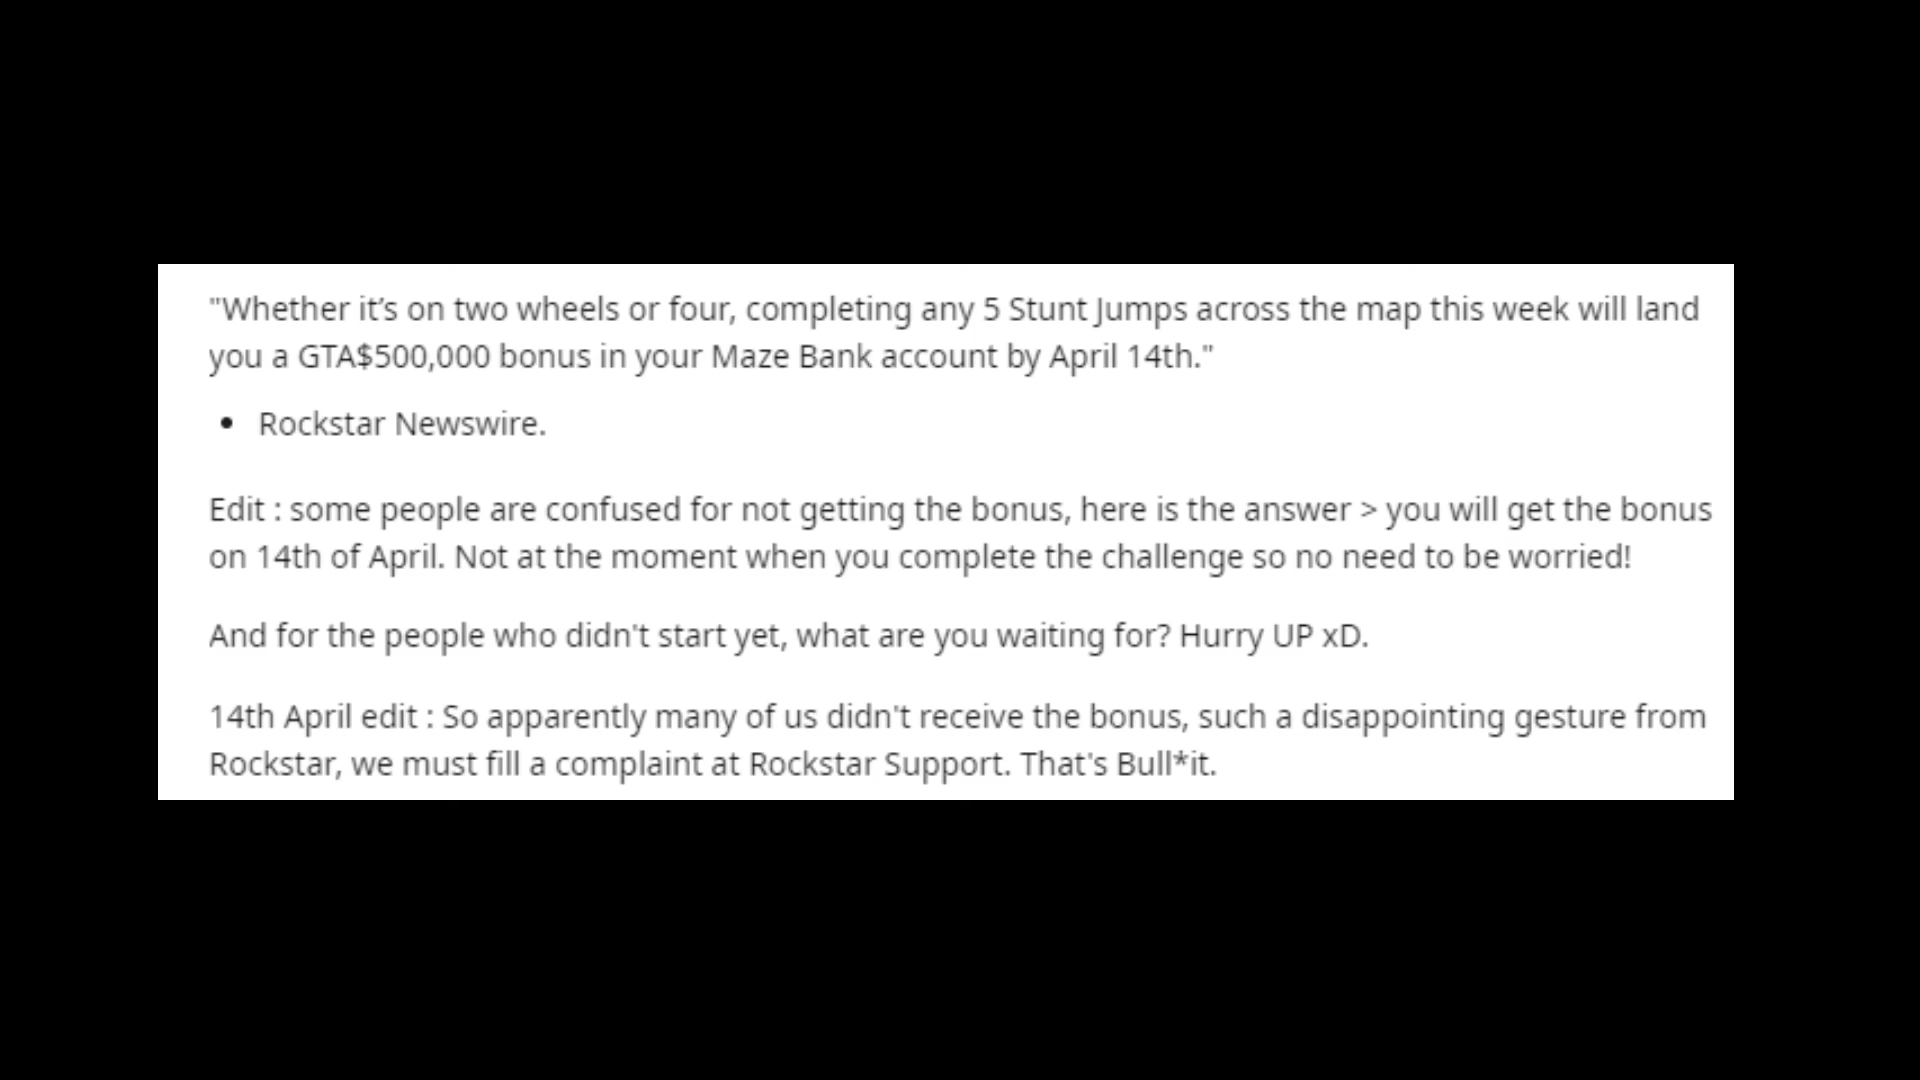 "Whether it’s on two wheels or four, completing any 5 Stunt Jumps across the map this week will land
you a GTA$500,000 bonus in your Maze Bank account by April 14th."
• Rockstar Newswire.
Edit : some people are confused for not getting the bonus, here is the answer > you will get the bonus
on 14th of April. Not at the moment when you complete the challenge so no need to be worried!
And for the people who didn't start yet, what are you waiting for? Hurry UP xD.
14th April edit : So apparently many of us didn't receive the bonus, such a disappointing gesture from
Rockstar, we must fill a complaint at Rockstar Support. That's Bull*it.